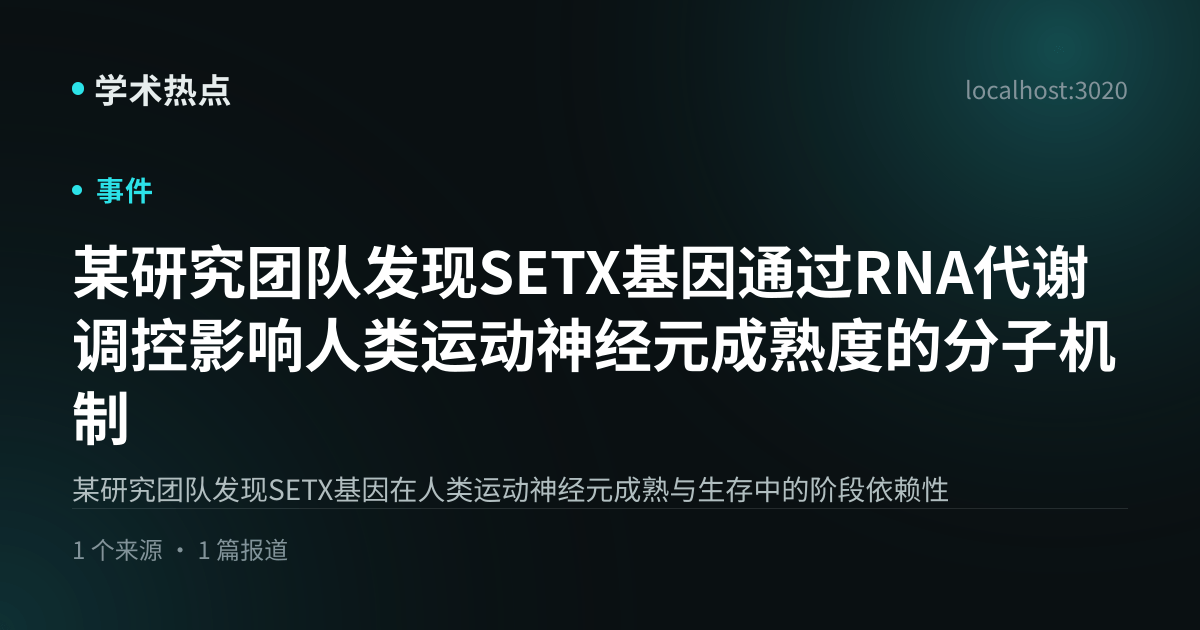 学术热点
localhost:3020
事件
某研究团队发现SETX基因通过RNA代谢
调控影响人类运动神经元成熟度的分子机
制
某研究团队发现SETX基因在人类运动神经元成熟与生存中的阶段依赖性
1 个来源 · 1 篇报道